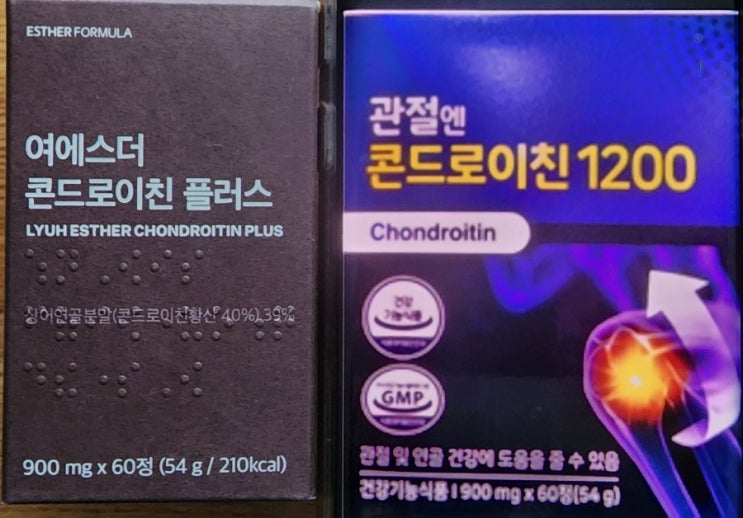 ESTHER FORMULA
여에스더
콘드로이친 플러스
LYUH ESTHER CHONDROITIN PLUS
상어연골분말(콘드로이친황산 40%) 39%
900 mg x 60정 (54 g / 210kcal)
관절엔
콘드로이친 1200
Chondroitin
건강
기능식품
GMP
관절 및 연골 건강에 도움을 줄 수 있음
건강기능식품 I 900 mg x 60정(54 g)